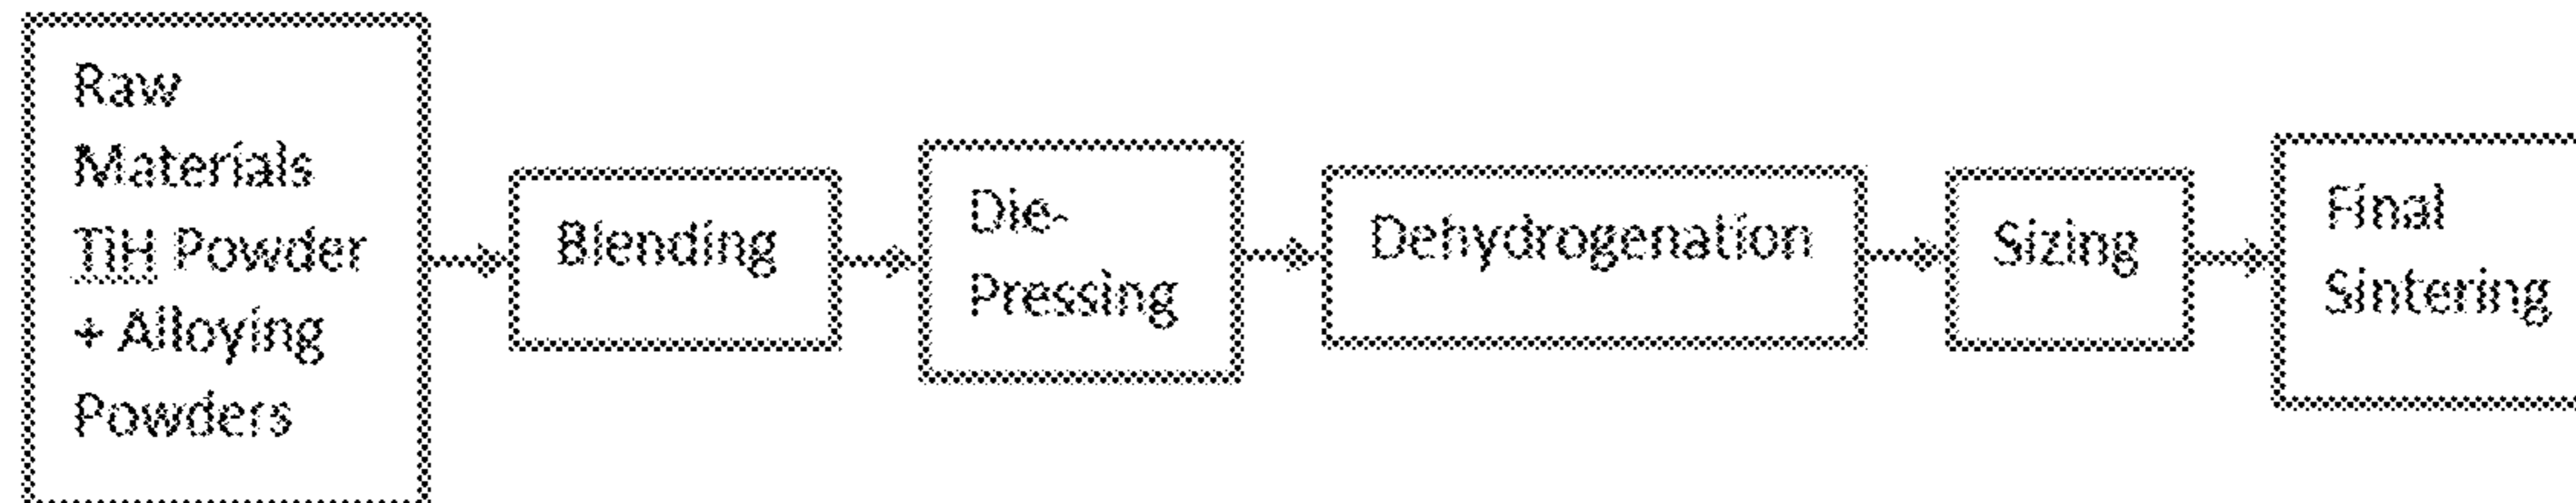 Raw
Materials
TiH Powder
+ Alloying
Powders
Blending
Die-
Pressing
Dehydrogenation
Sizing
Final
Sintering